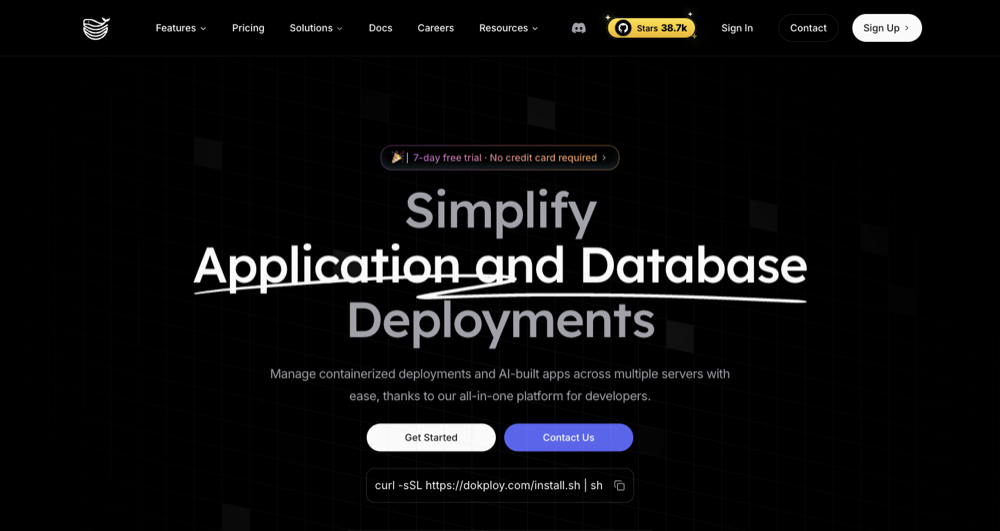 Features
Pricing
Solutions
Docs
Careers
Resources
Stars 38.7k
Sign In
Contact
Sign Up
7-day free trial · No credit card required
Simplify
Application and Database
Deployments
Manage containerized deployments and AI-built apps across multiple servers with
ease, thanks to our all-in-one platform for developers.
Get Started
Contact Us
curl -sSL https://dokploy.com/install.sh | sh